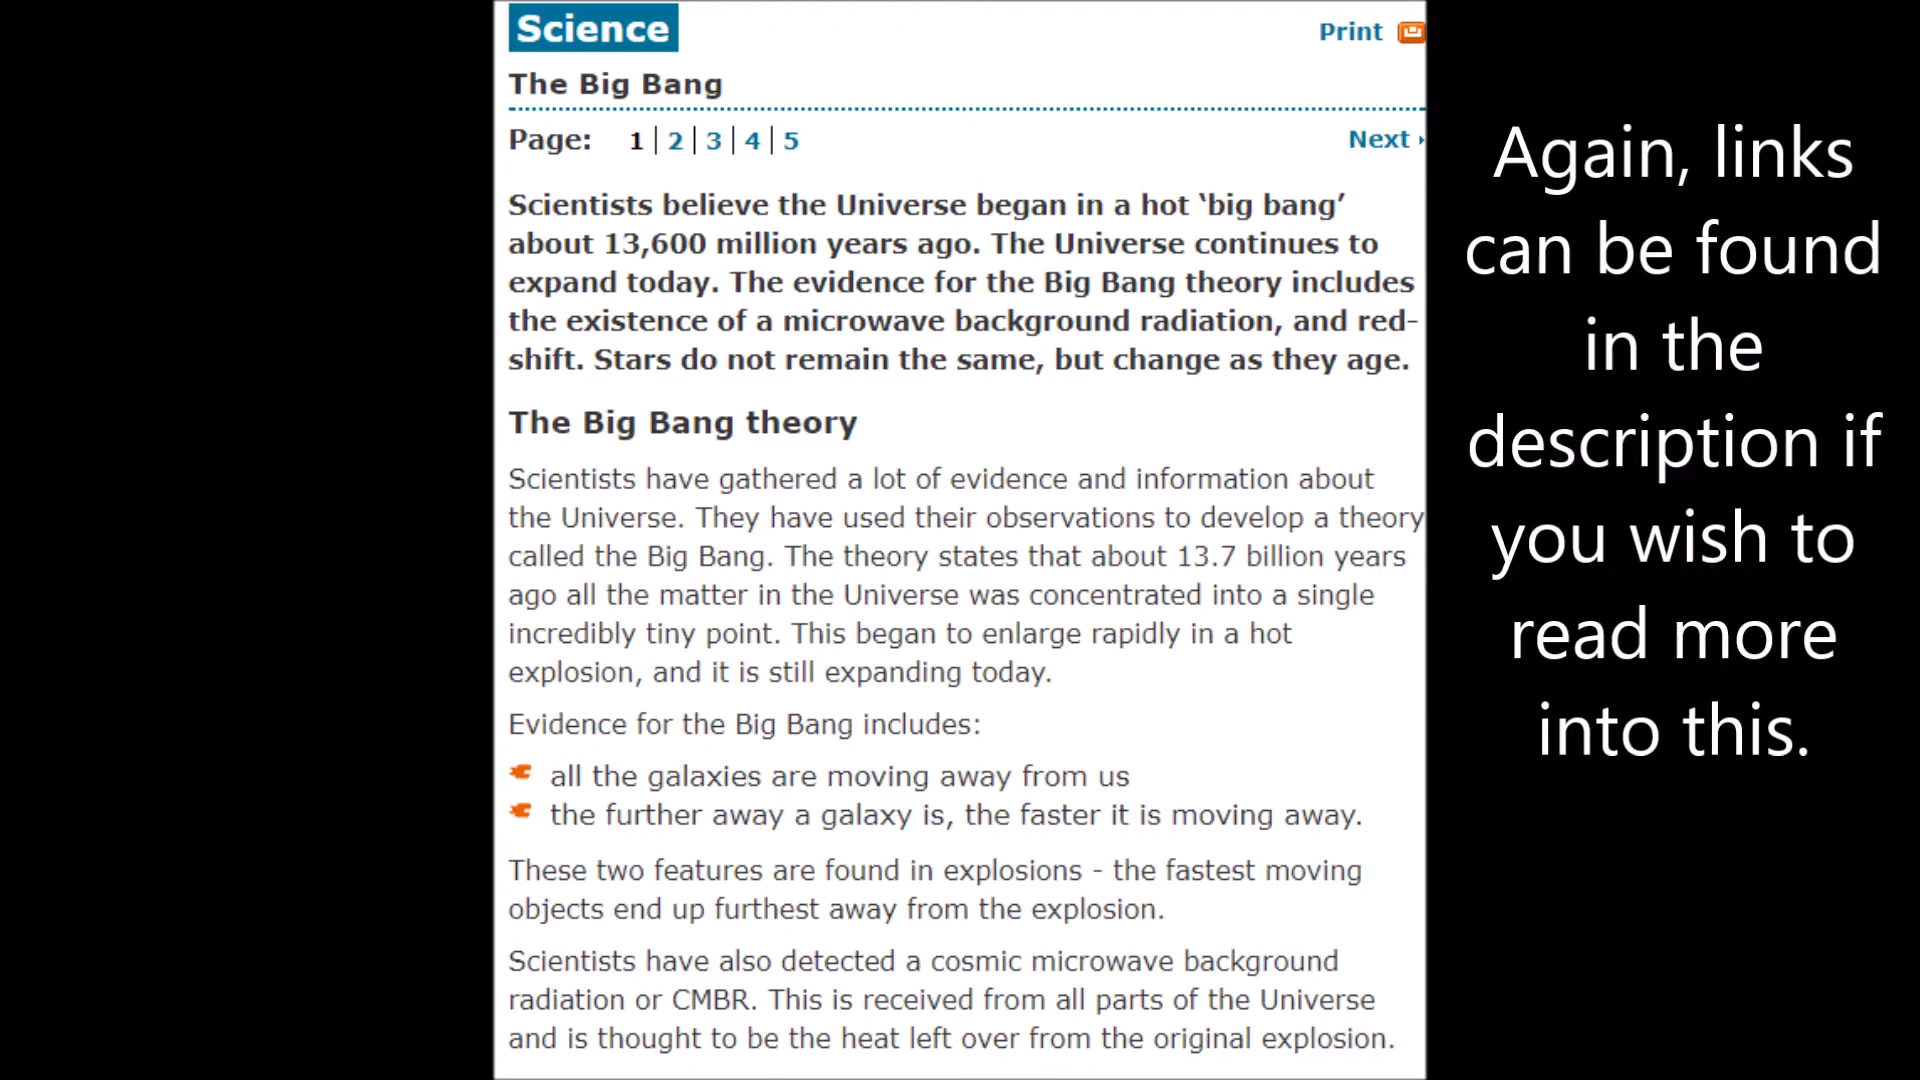 Science
Print
The Big Bang
Page: 1 | 2 | 3 | 4 | 5
Next
Scientists believe the Universe began in a hot ‘big bang’
about 13,600 million years ago. The Universe continues to
expand today. The evidence for the Big Bang theory includes
the existence of a microwave background radiation, and red-
shift. Stars do not remain the same, but change as they age.
The Big Bang theory
Scientists have gathered a lot of evidence and information about
the Universe. They have used their observations to develop a theory
called the Big Bang. The theory states that about 13.7 billion years
ago all the matter in the Universe was concentrated into a single
incredibly tiny point. This began to enlarge rapidly in a hot
explosion, and it is still expanding today.
Evidence for the Big Bang includes:
all the galaxies are moving away from us
the further away a galaxy is, the faster it is moving away.
These two features are found in explosions - the fastest moving
objects end up furthest away from the explosion.
Scientists have also detected a cosmic microwave background
radiation or CMBR. This is received from all parts of the Universe
and is thought to be the heat left over from the original explosion.
Again, links
can be found
in the
description if
you wish to
read more
into this.